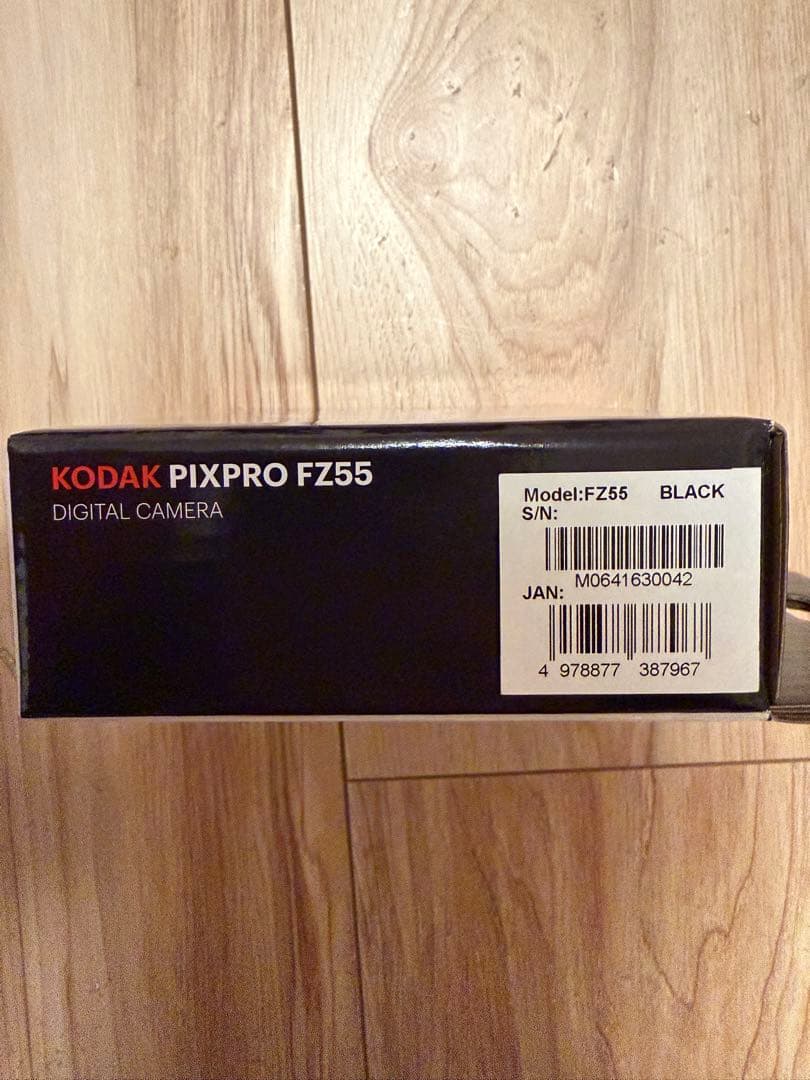 KODAK PIXPRO FZ55
DIGITAL CAMERA
Model:FZ55 BLACK
S/N:
M0641630042
JAN:
4 978877 387967